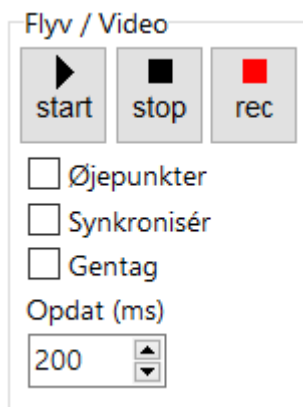 Flyv / Video
start stop rec
Øjepunkter
Synkronisér
Gentag
Opdat (ms)
200